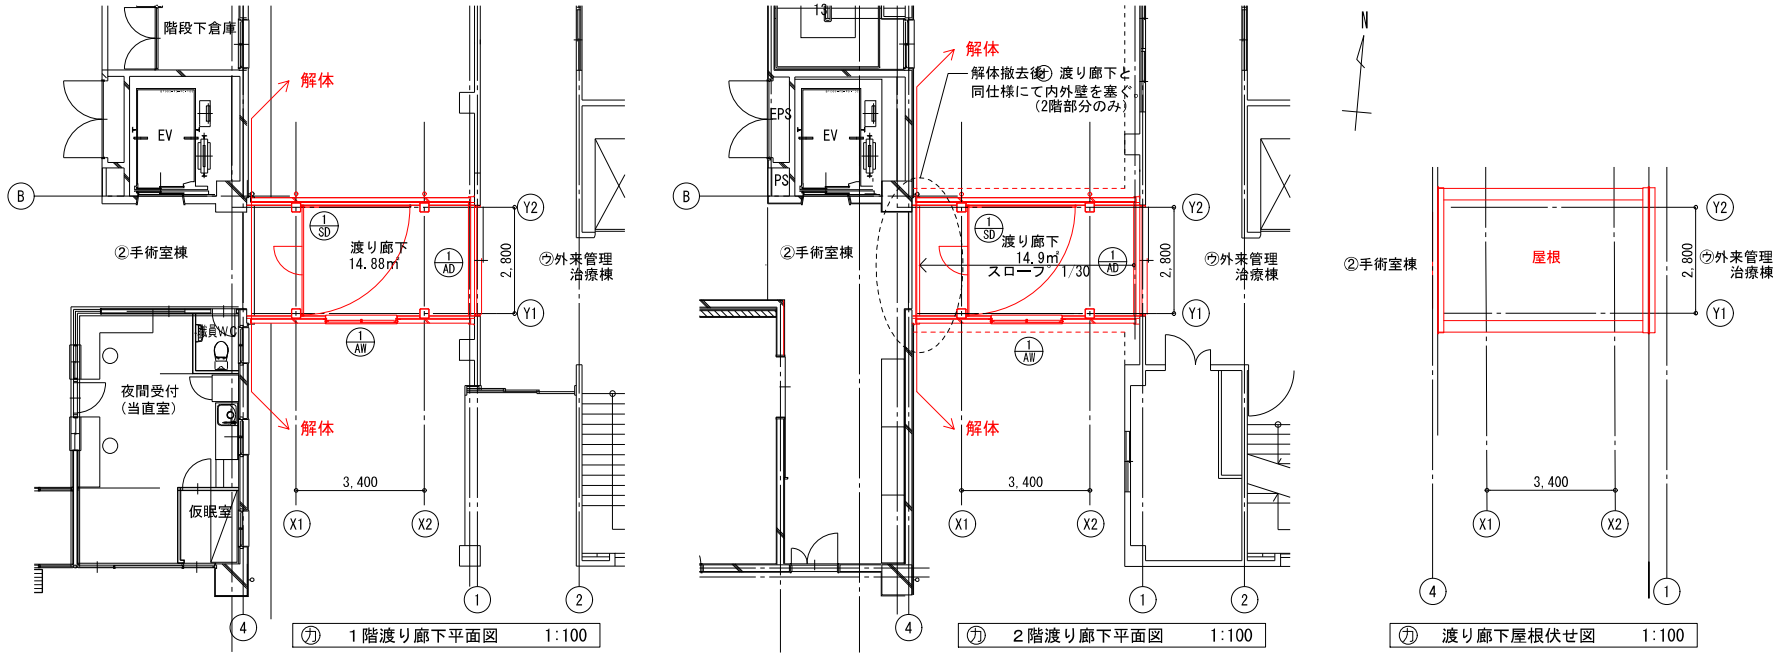 階段下倉庫
解体
EV
B
②手術室棟
1
SD
渡り廊下
14.88㎡
1
AD
Y2
2,800
Y1
㋒外来管理
治療棟
職員WC
1
AW
夜間受付
(当直室)
解体
仮眠室
3,400
X1
X2
1
2
4
㋕ 1階渡り廊下平面図 1:100
13
解体
解体撤去後㋔ 渡り廊下と
同仕様にて内外壁を塞ぐ。
(2階部分のみ)
EPS
EV
PS
B
②手術室棟
1
SD
渡り廊下
14.9㎡
スロープ 1/30
1
AD
Y2
2,800
Y1
㋒外来管理
治療棟
1
AW
解体
3,400
X1
X2
1
2
4
㋕ 2階渡り廊下平面図 1:100
N
②手術室棟
屋根
Y2
2,800
Y1
㋒外来管理
治療棟
3,400
X1
X2
4
1
㋕ 渡り廊下屋根伏せ図 1:100